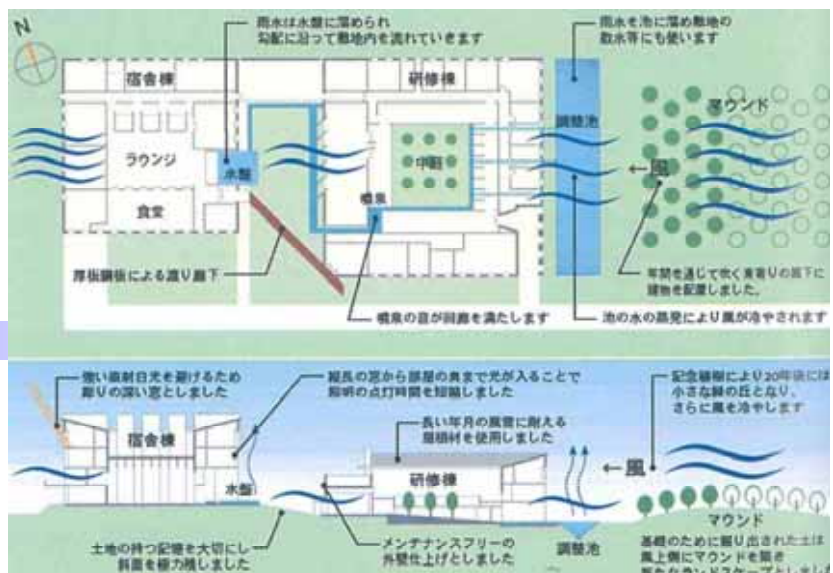 N
雨水は水盤に溜められ
勾配に沿って敷地内を流れていきます
雨水を池に溜め敷地の
散水等にも使います
宿舎棟
研修棟
マウンド
調整池
ラウンジ
水盤
中庭
←風
食堂
噴泉
厚板鋼板による渡り廊下
年間を通じて吹く東寄りの風下に
建物を配置しました。
噴泉の音が回廊を満たします
池の水の蒸発により風が冷やされます
強い直射日光を避けるため
彫りの深い窓としました
縦長の窓から部屋の奥まで光が入ることで
照明の点灯時間を短縮しました
記念植樹により20年後には
小さな緑の丘となり、
さらに風を冷やします
長い年月の風雪に耐える
屋根材を使用しました
宿舎棟
研修棟
←風
水盤
マウンド
土地の持つ記憶を大切にし
斜面を極力残しました
メンテナンスフリーの
外壁仕上げとしました
調整池
基礎のために掘り出された土は
風上側にマウンドを築き
新たなランドスケープとしました